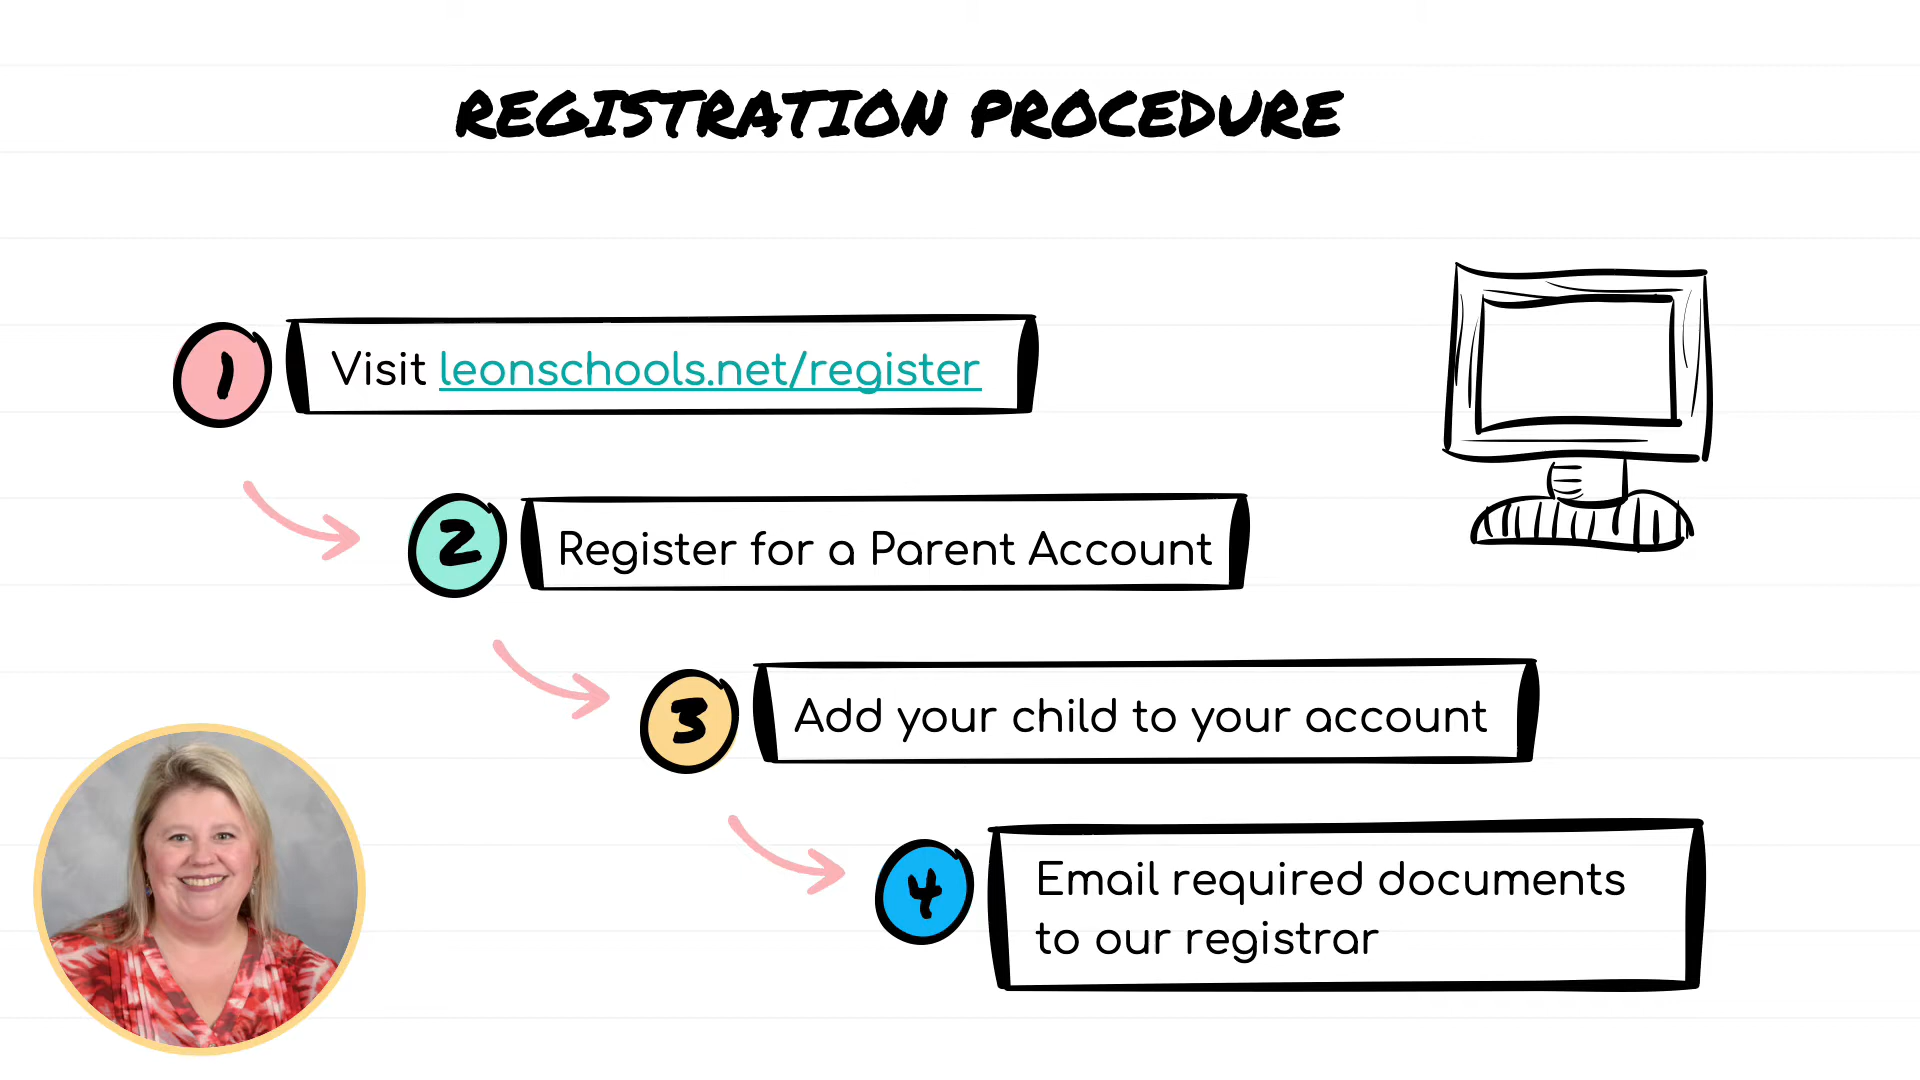 REGISTRATION PROCEDURE
1
Visit leonschools.net/register
2
Register for a Parent Account
3
Add your child to your account
4
Email required documents
to our registrar